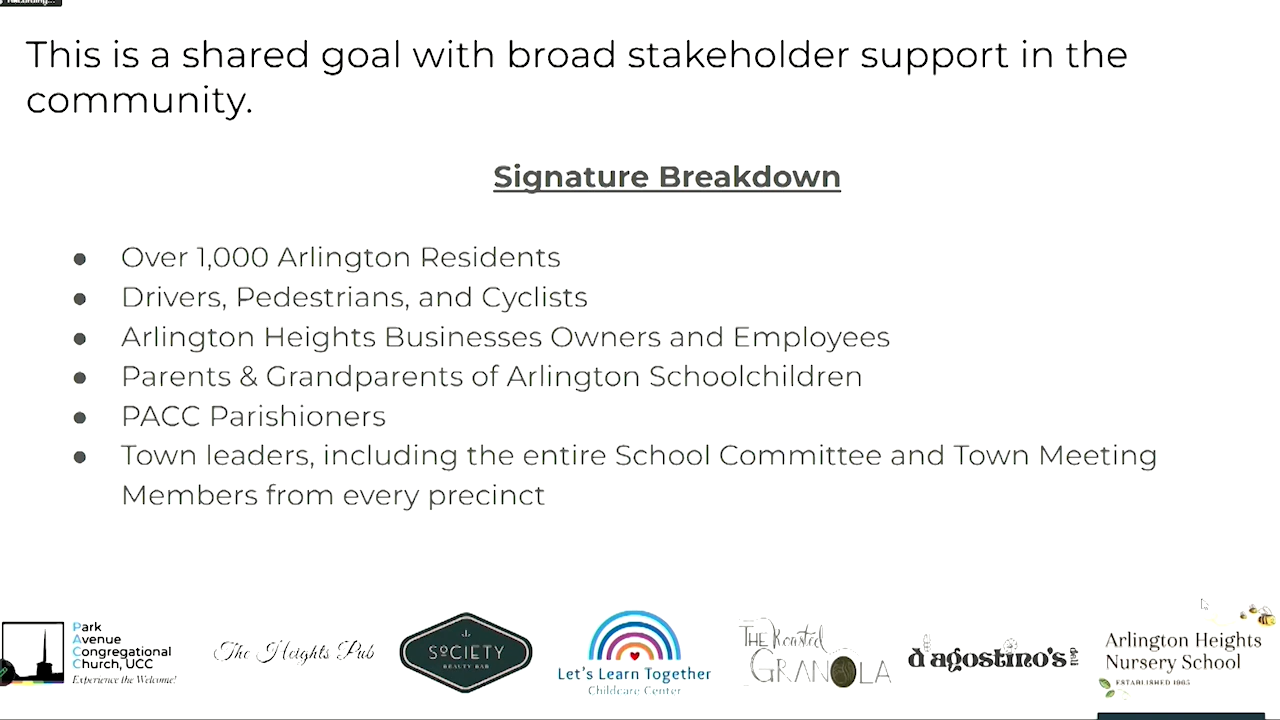 This is a shared goal with broad stakeholder support in the
community.
Signature Breakdown
● Over 1,000 Arlington Residents
● Drivers, Pedestrians, and Cyclists
● Arlington Heights Businesses Owners and Employees
● Parents & Grandparents of Arlington Schoolchildren
● PACC Parishioners
● Town leaders, including the entire School Committee and Town Meeting
Members from every precinct
Park
Avenue
Congregational
Church, UCC
Experience the Welcome!
The Heights Pub
SOCIETY
BEAUTY BAR
Let's Learn Together
Childcare Center
THE Roasted
GRANOLA
d'agostino's deli
Arlington Heights
Nursery School
ESTABLISHED